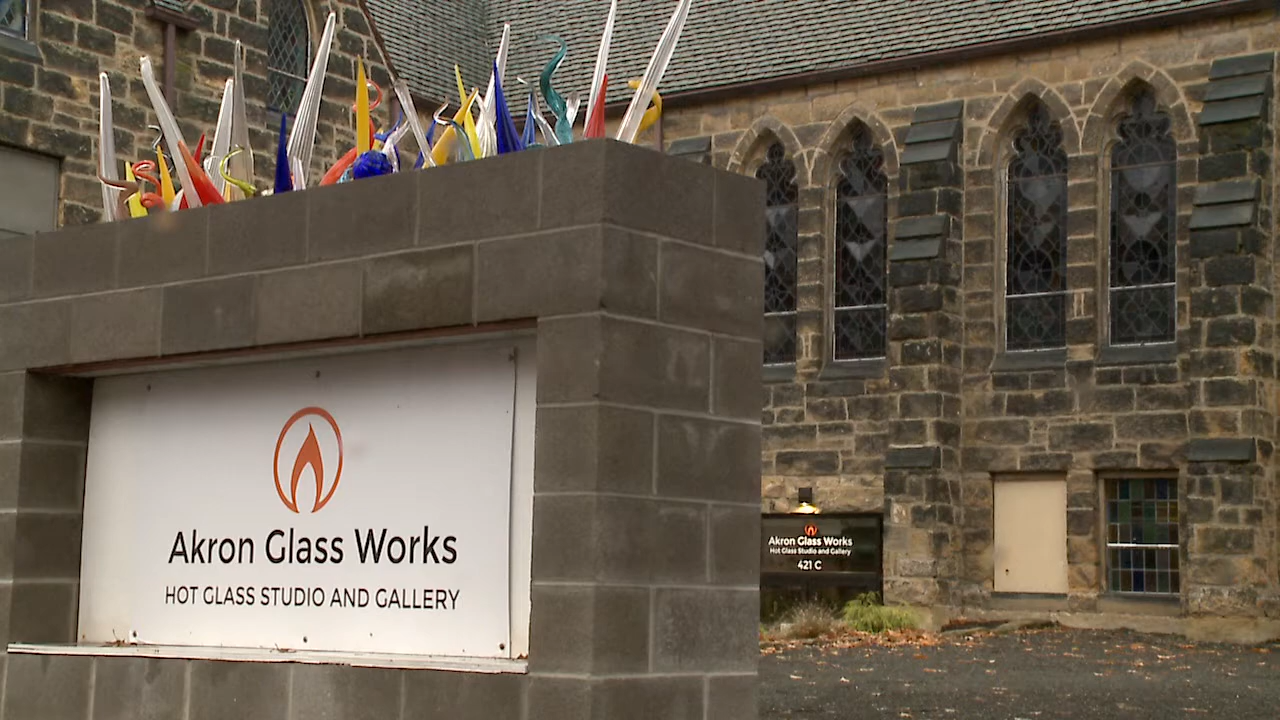 Akron Glass Works
HOT GLASS STUDIO AND GALLERY
Akron Glass Works
Hot Glass Studio and Gallery
421 C